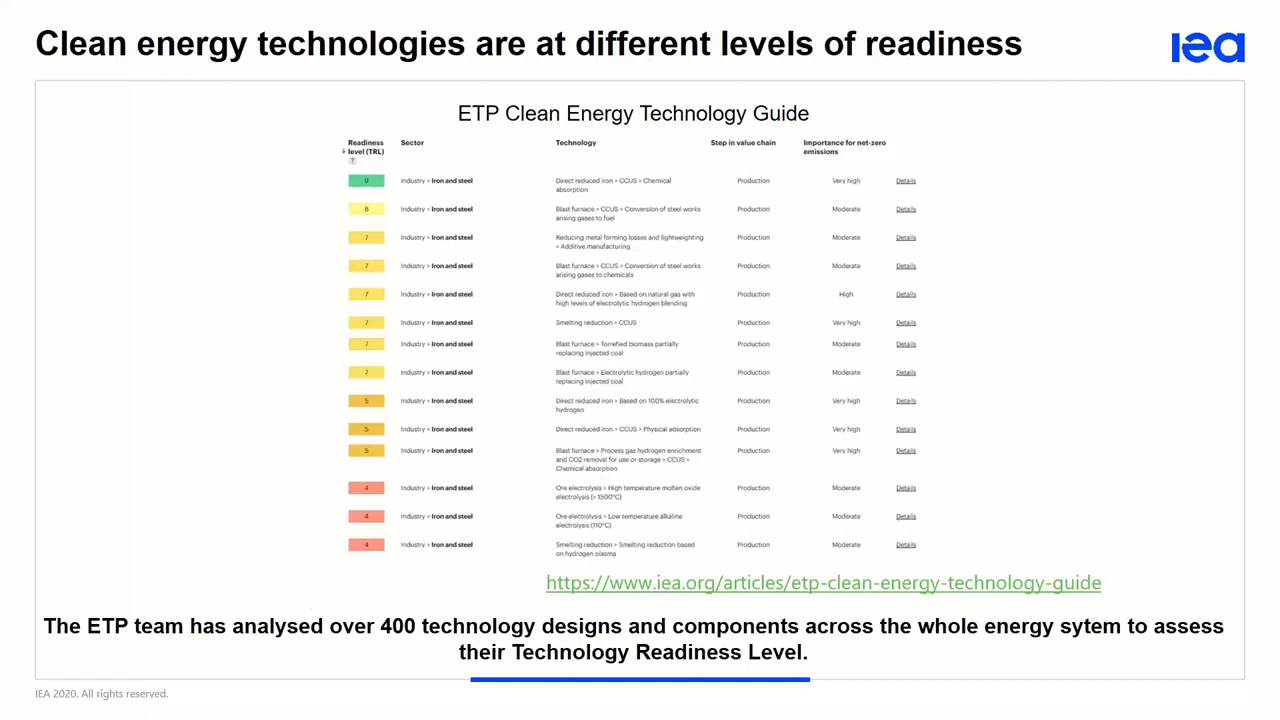 Clean energy technologies are at different levels of readiness
iea
ETP Clean Energy Technology Guide
Readiness
↓ level (TRL)
?
Sector
Technology
Step in value chain
Importance for net-zero
emissions
9
Industry > Iron and steel
Direct reduced iron > CCUS > Chemical
absorption
Production
Very high
Details
8
Industry > Iron and steel
Blast furnace > CCUS > Conversion of steel works
arising gases to fuel
Production
Moderate
Details
7
Industry > Iron and steel
Reducing metal forming losses and lightweighting
> Additive manufacturing
Production
Moderate
Details
7
Industry > Iron and steel
Blast furnace > CCUS > Conversion of steel works
arising gases to chemicals
Production
Moderate
Details
7
Industry > Iron and steel
Direct reduced iron > Based on natural gas with
high levels of electrolytic hydrogen blending
Production
High
Details
7
Industry > Iron and steel
Smelting reduction > CCUS
Production
Very high
Details
7
Industry > Iron and steel
Blast furnace > Torrefied biomass partially
replacing injected coal
Production
Moderate
Details
7
Industry > Iron and steel
Blast furnace > Electrolytic hydrogen partially
replacing injected coal
Production
Moderate
Details
5
Industry > Iron and steel
Direct reduced iron > Based on 100% electrolytic
hydrogen
Production
Very high
Details
5
Industry > Iron and steel
Direct reduced iron > CCUS > Physical adsorption
Production
Very high
Details
5
Industry > Iron and steel
Blast furnace > Process gas hydrogen enrichment
and CO2 removal for use or storage > CCUS >
Chemical absorption
Production
Very high
Details
4
Industry > Iron and steel
Ore electrolysis > High temperature molten oxide
electrolysis (> 1500°C)
Production
Moderate
Details
4
Industry > Iron and steel
Ore electrolysis > Low temperature alkaline
electrolysis (110°C)
Production
Moderate
Details
4
Industry > Iron and steel
Smelting reduction > Smelting reduction based
on hydrogen plasma
Production
Moderate
Details
https://www.iea.org/articles/etp-clean-energy-technology-guide
The ETP team has analysed over 400 technology designs and components across the whole energy sytem to assess
their Technology Readiness Level.
IEA 2020. All rights reserved.